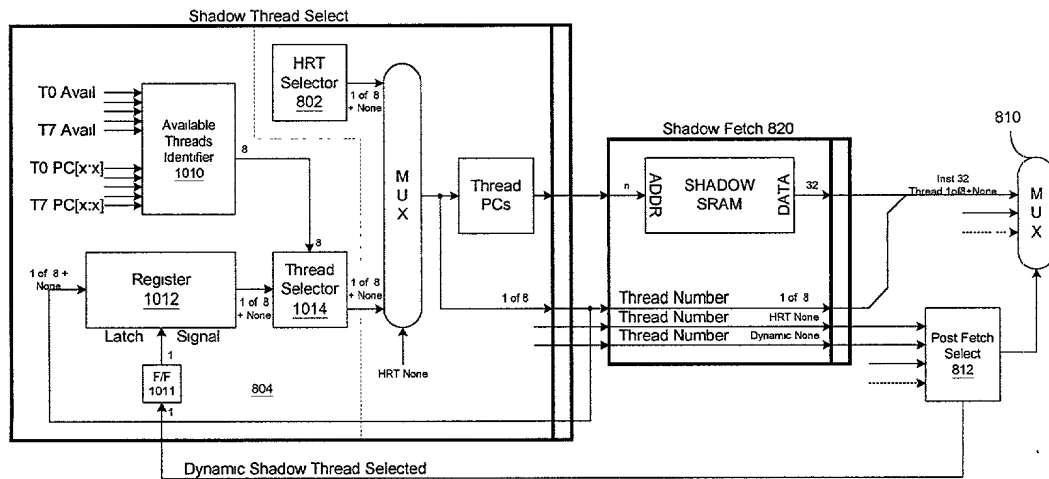 Shadow Thread Select
HRT
Selector
802
1 of 8
+ None
T0 Avail
T7 Avail
T0 PC[x:x]
T7 PC[x:x]
Available
Threads
Identifier
1010
8
8
M
U
X
Thread
PCs
1 of 8 +
None
Register
1012
Latch
Signal
1 of 8
+ None
Thread
Selector
1014
1 of 8
+ None
1
F/F
1011
1
804
HRT None
1 of 8
Shadow Fetch 820
n
ADDR
SHADOW
SRAM
DATA
32
Thread Number
1 of 8
Thread Number
HRT None
Thread Number
Dynamic None
Inst 32
Thread 1of8+None
810
M
U
X
Post Fetch
Select
812
Dynamic Shadow Thread Selected